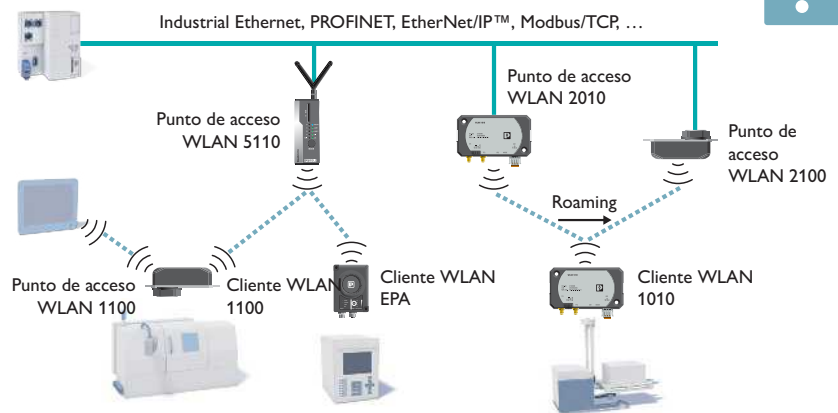 Industrial Ethernet, PROFINET, EtherNet/IP™, Modbus/TCP, …
Punto de acceso
WLAN 5110
Punto de acceso
WLAN 2010
Punto de
acceso
WLAN 2100
Roaming
Punto de acceso
WLAN 1100
Cliente WLAN
1100
Cliente WLAN
EPA
Cliente WLAN
1010